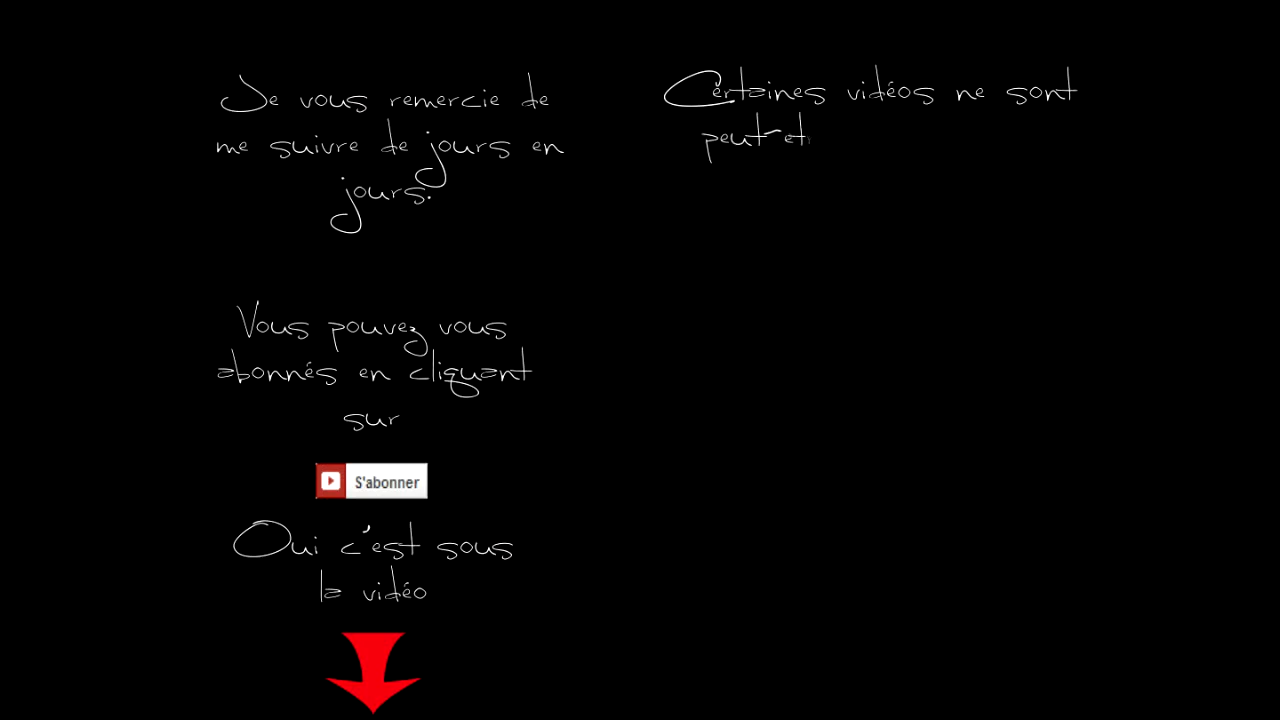 Je vous remercie de
me suivre de jours en
jours.
Vous pouvez vous
abonnés en cliquant
sur
S'abonner
Oui c'est sous
la vidéo
Certaines vidéos ne sont
peut-et